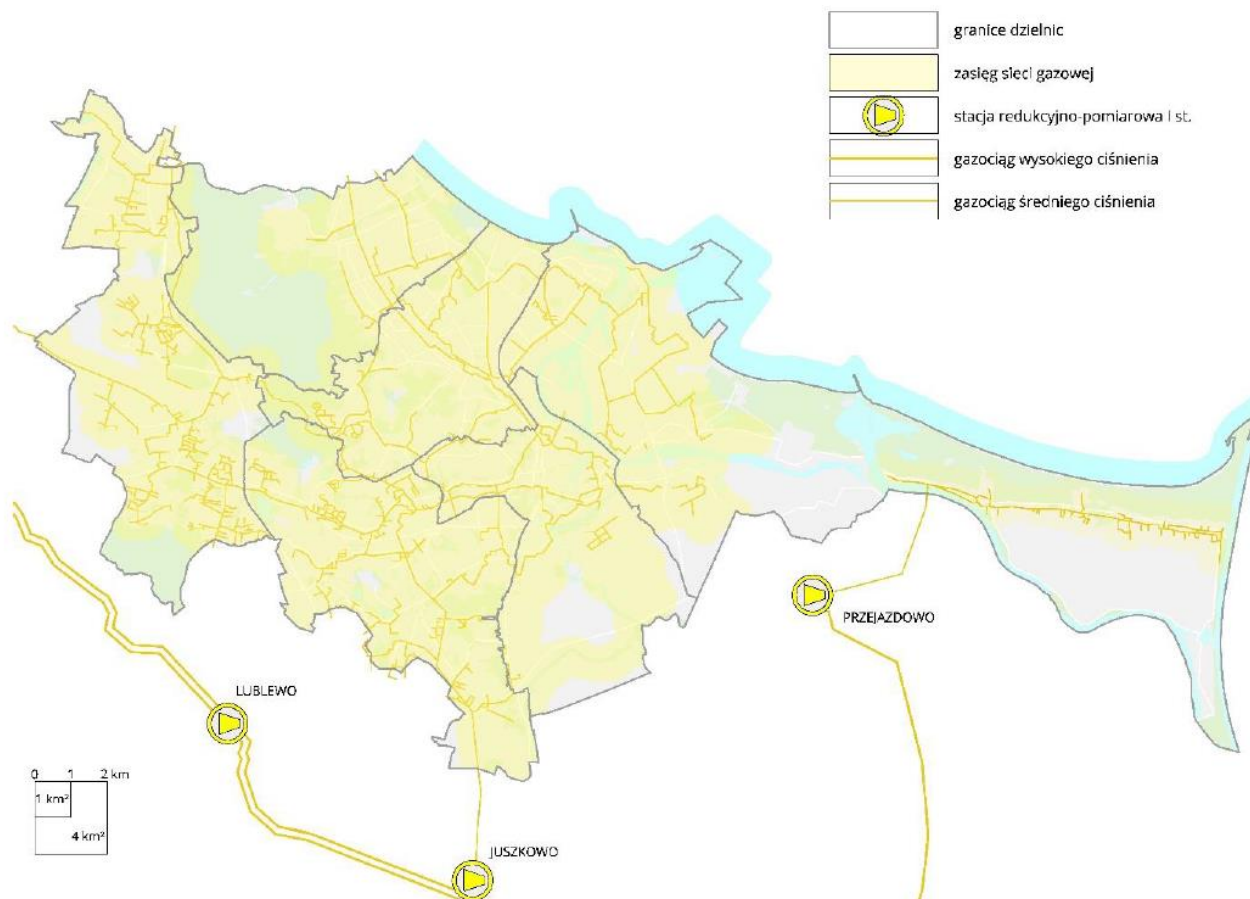 granice dzielnic
zasięg sieci gazowej
stacja redukcyjno-pomiarowa I st.
gazociąg wysokiego ciśnienia
gazociąg średniego ciśnienia
PRZEJAZDOWO
LUBLEWO
0 1 2 km
1 km²
4 km²
JUSZKOWO